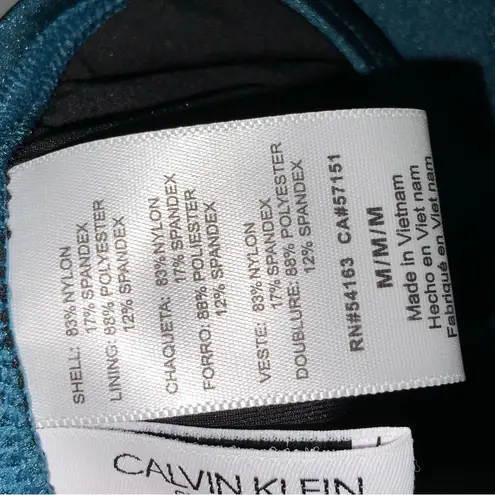 SHELL: 83% NYLON
17% SPANDEX
LINING: 88% POLYESTER
12% SPANDEX
CHAQUETA: 83% NYLON
17% SPANDEX
FORRO: 88% POLIESTER
12% SPANDEX
VESTE: 83% NYLON
17% SPANDEX
DOUBLURE: 88% POLYESTER
12% SPANDEX
RN#54163 CA#57151
M/M/M
Made in Vietnam
Hecho en Viet nam
Fabriqué en Viet nam
CALVIN KLEIN